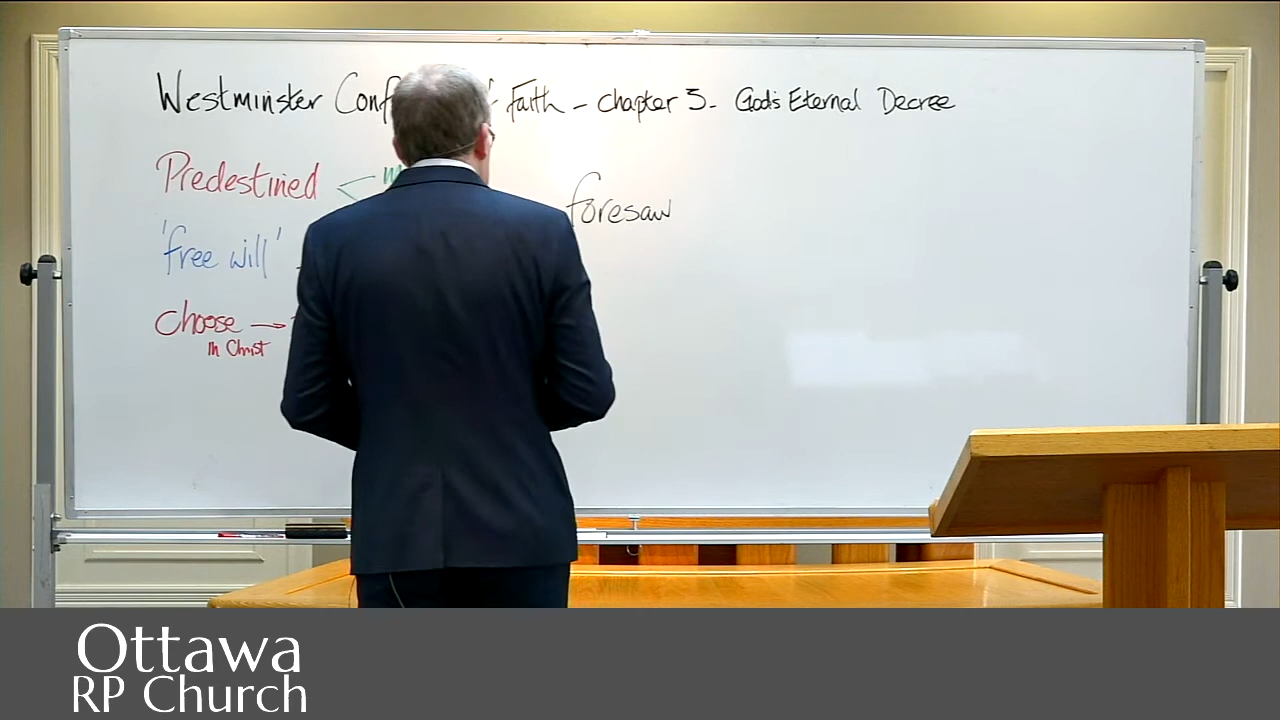 Westminster Conf Faith - chapter 3 - God's Eternal Decree
Predestined
foresaw
'free will'
choose →
in Christ
Ottawa
RP Church